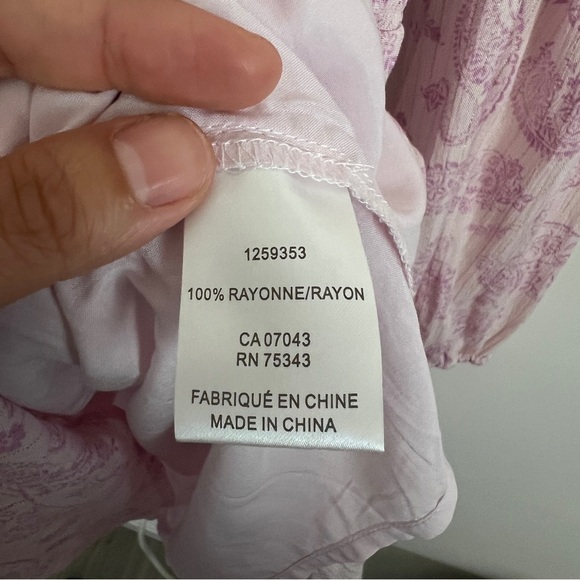 1259353
100% RAYONNE/RAYON
CA 07043
RN 75343
FABRIQUÉ EN CHINE
MADE IN CHINA